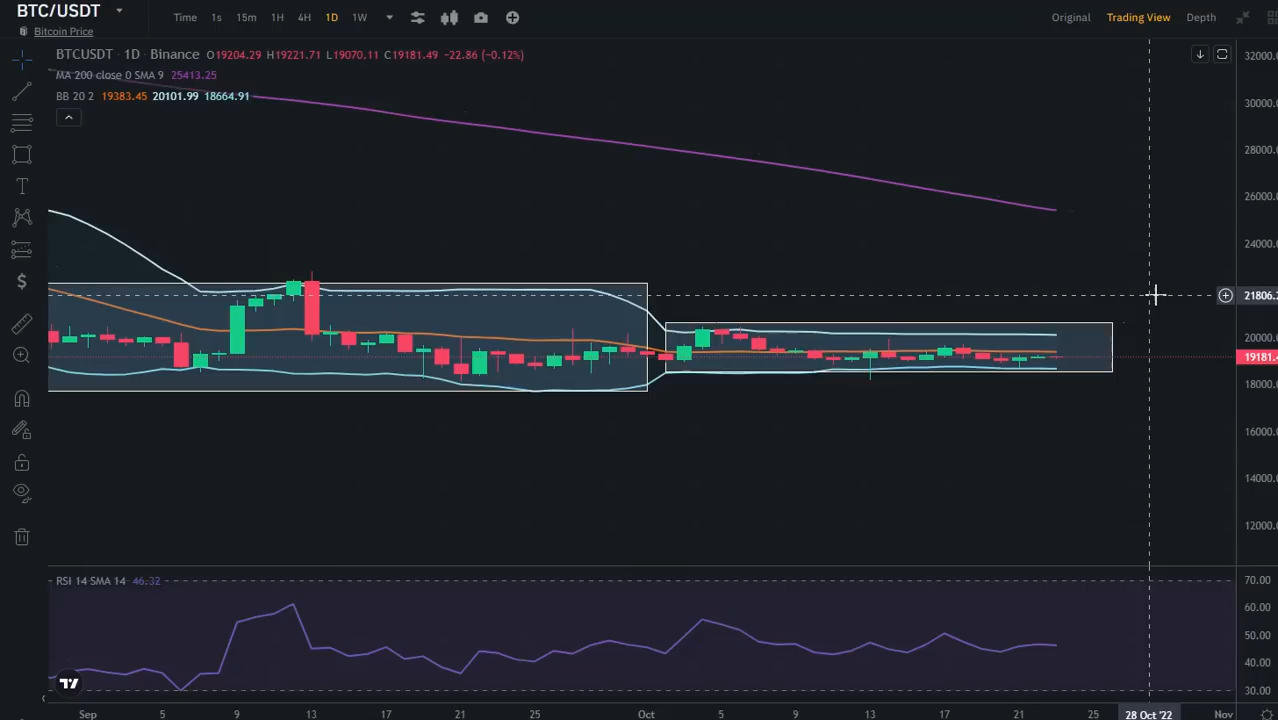 BTC/USDT
Bitcoin Price
Time 1s 15m 1H 4H 1D 1W
Original Trading View Depth
BTCUSDT · 1D · Binance O19204.29 H19221.71 L19070.11 C19181.49 -22.86 (-0.12%)
MA 200 close 0 SMA 9 25413.25
BB 20 2 19383.45 20101.99 18664.91
32000.
30000.0
28000.0
26000.0
24000.0
21806.2
20000.0
19181.4
18000.0
16000.0
14000.0
12000.0
RSI 14 SMA 14 46.32
70.00
60.00
50.00
40.00
30.00
Sep 5 9 13 17 21 25 Oct 5 9 13 17 21 25 28 Oct '22 Nov